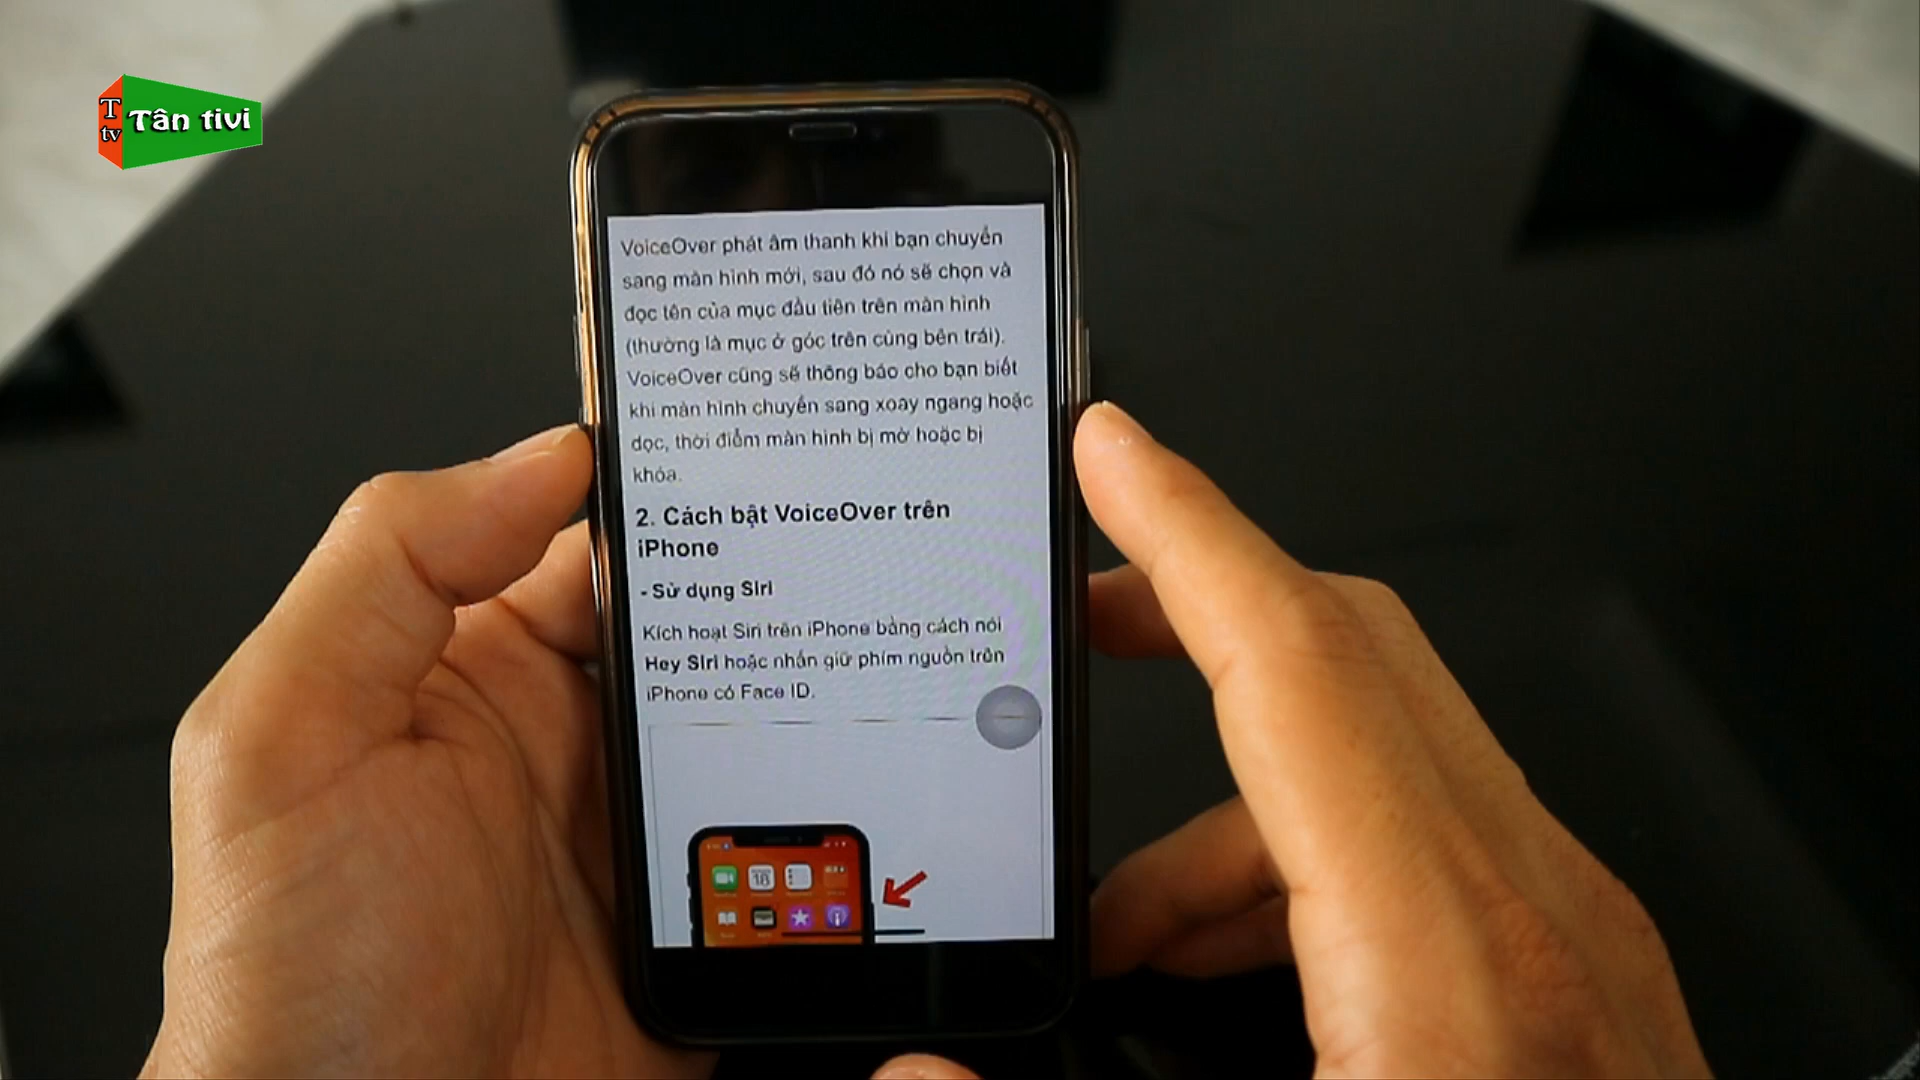 T
tv
Tân tivi
VoiceOver phát âm thanh khi bạn chuyển
sang màn hình mới, sau đó nó sẽ chọn và
đọc tên của mục đầu tiên trên màn hình
(thường là mục ở góc trên cùng bên trái).
VoiceOver cũng sẽ thông báo cho bạn biết
khi màn hình chuyển sang xoay ngang hoặc
dọc, thời điểm màn hình bị mờ hoặc bị
khóa.
2. Cách bật VoiceOver trên
iPhone
- Sử dụng Siri
Kích hoạt Siri trên iPhone bằng cách nói
Hey Siri hoặc nhấn giữ phím nguồn trên
iPhone có Face ID.
18